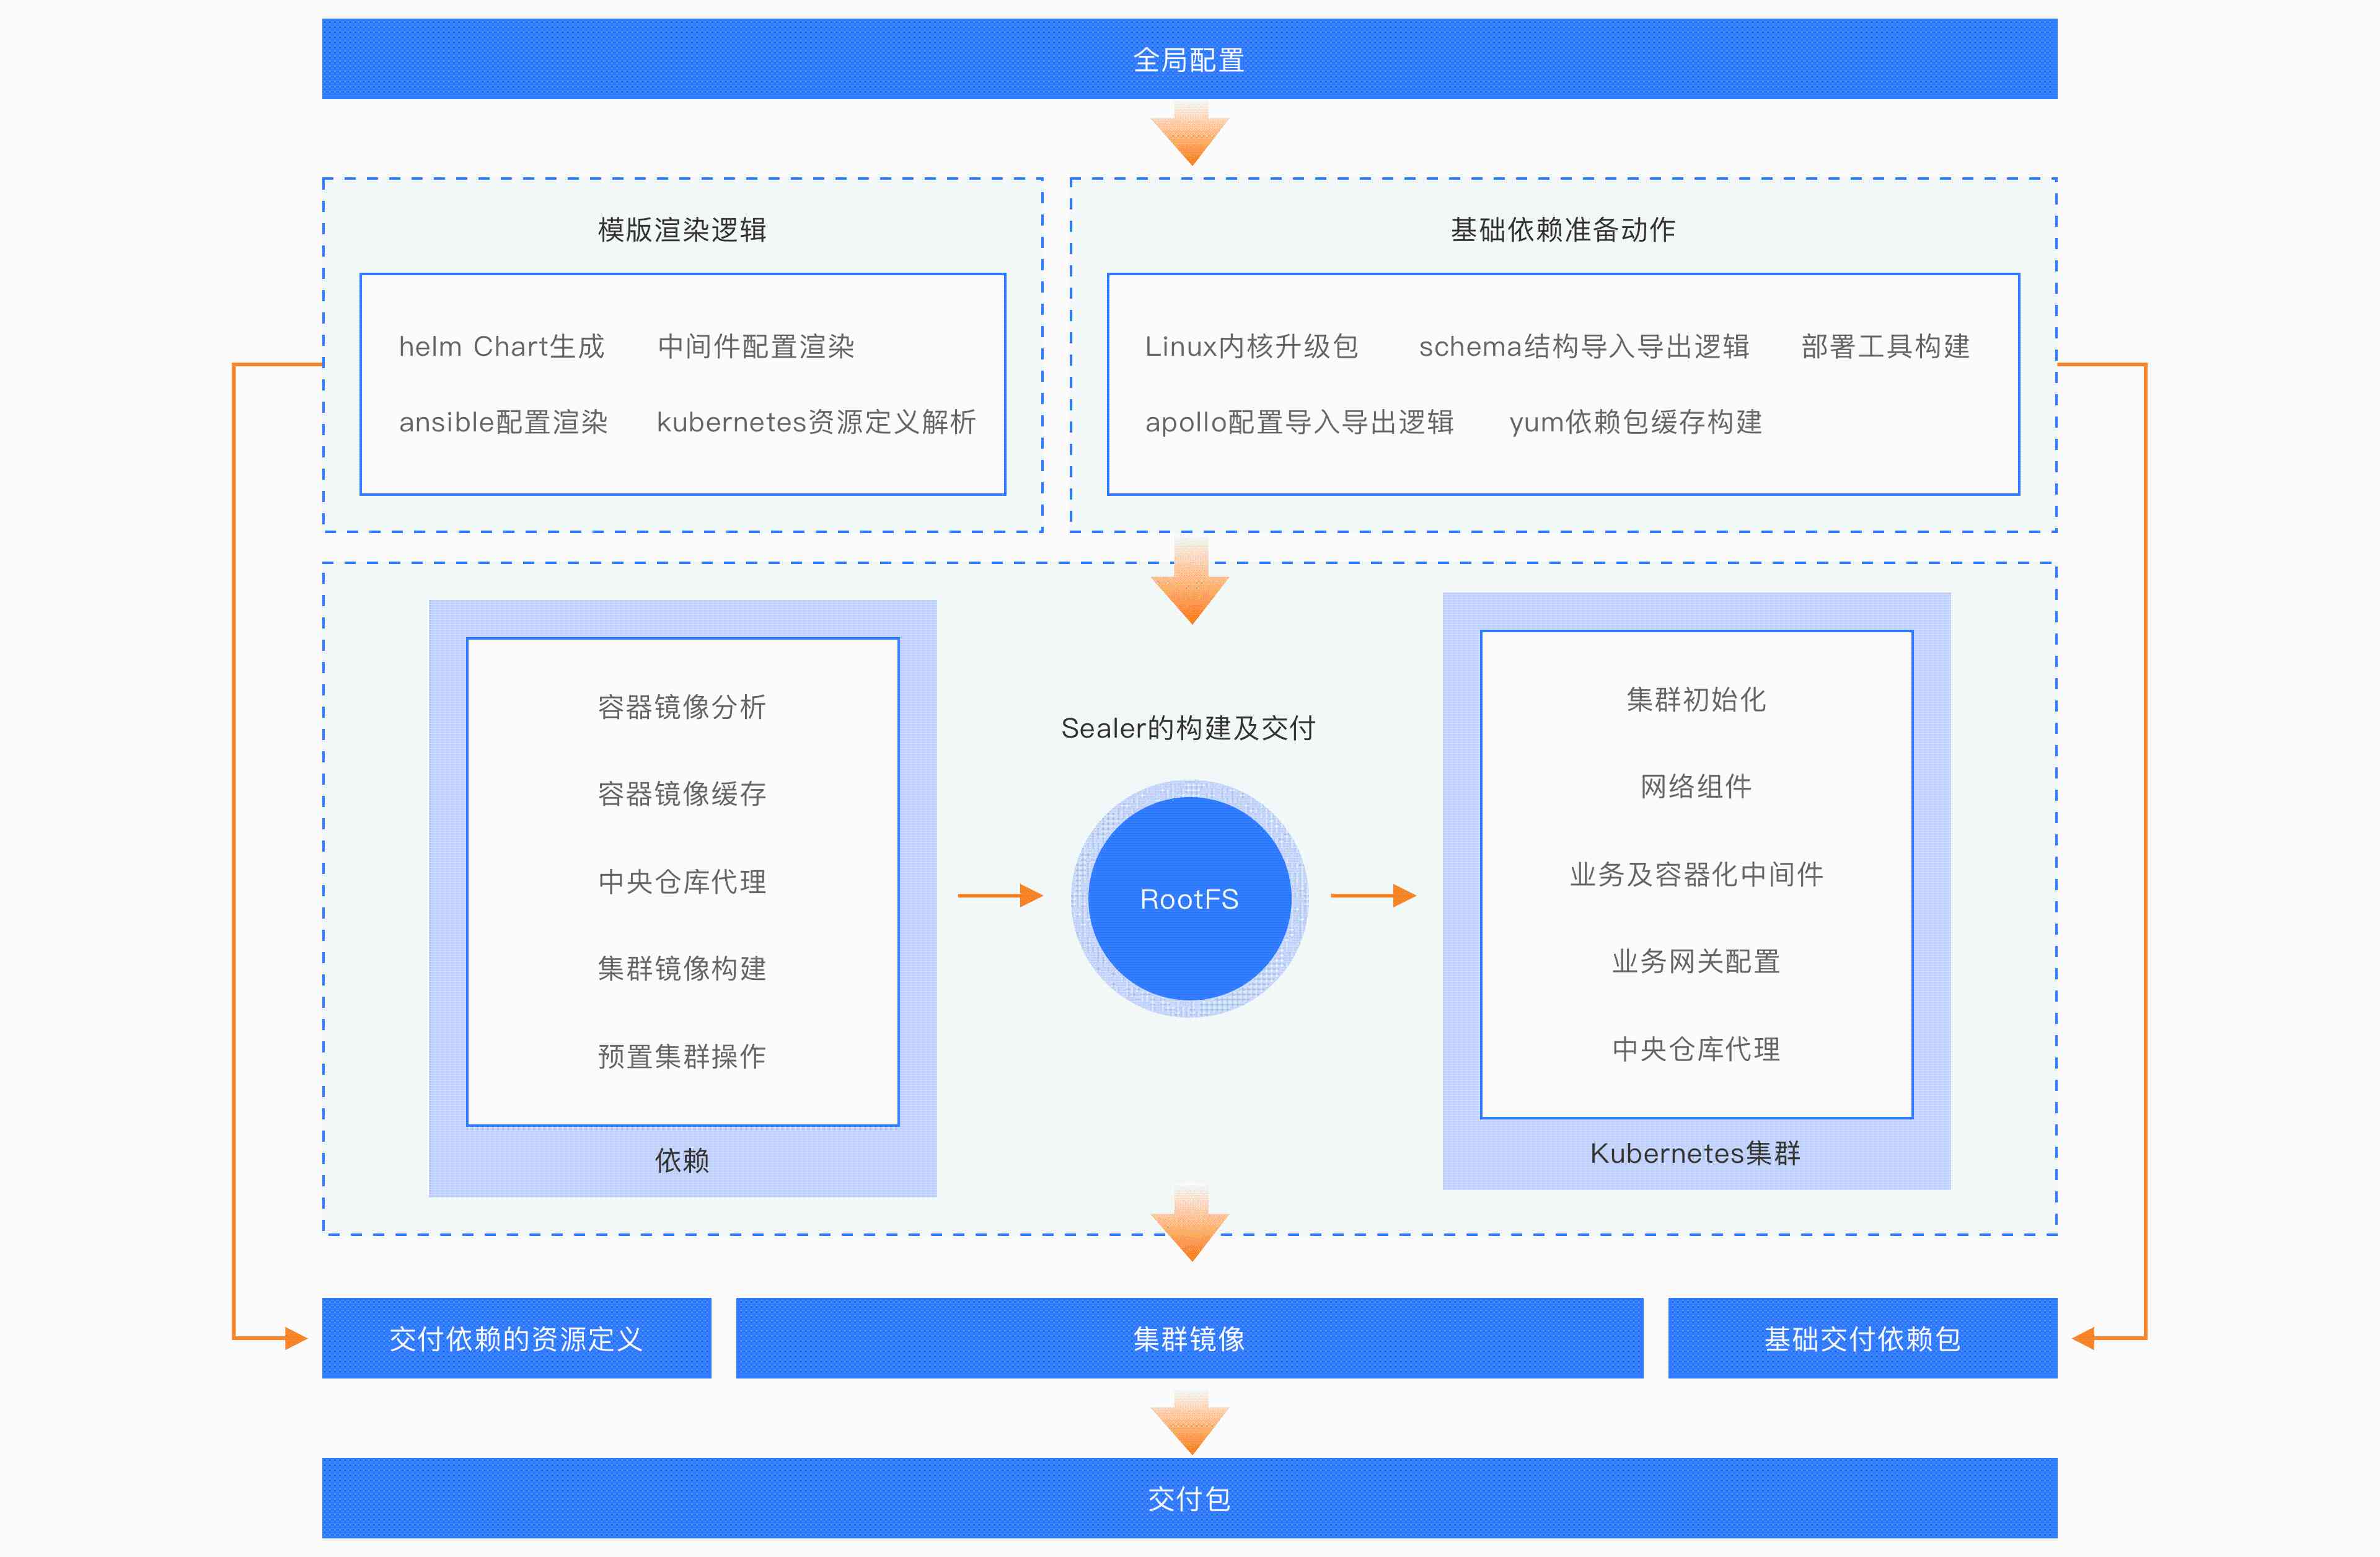 全局配置
模版渲染逻辑
helm Chart生成 中间件配置渲染
ansible配置渲染 kubernetes资源定义解析
基础依赖准备动作
Linux内核升级包 schema结构导入导出逻辑 部署工具构建
apollo配置导入导出逻辑 yum依赖包缓存构建
容器镜像分析
容器镜像缓存
中央仓库代理
集群镜像构建
预置集群操作
依赖
Sealer的构建及交付
RootFS
集群初始化
网络组件
业务及容器化中间件
业务网关配置
中央仓库代理
Kubernetes集群
交付依赖的资源定义
集群镜像
基础交付依赖包
交付包